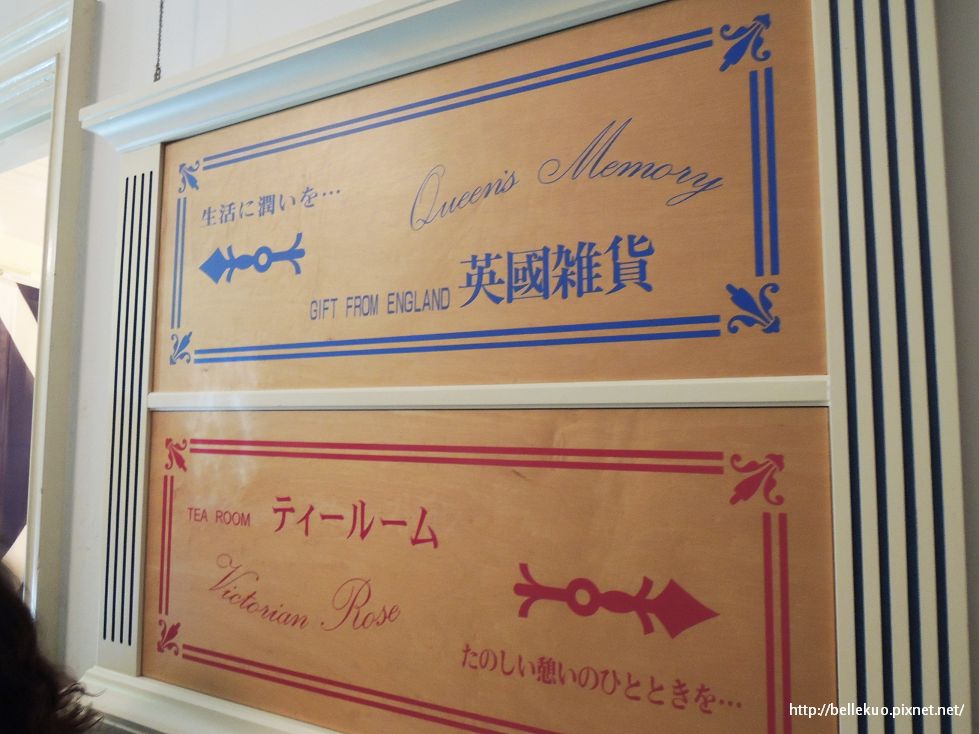 生活に潤いを…
Queen's Memory
GIFT FROM ENGLAND 英國雑貨
TEA ROOM ティールーム
Victorian Rose
たのしい憩いのひとときを…
http://bellekuo.pixnet.net/